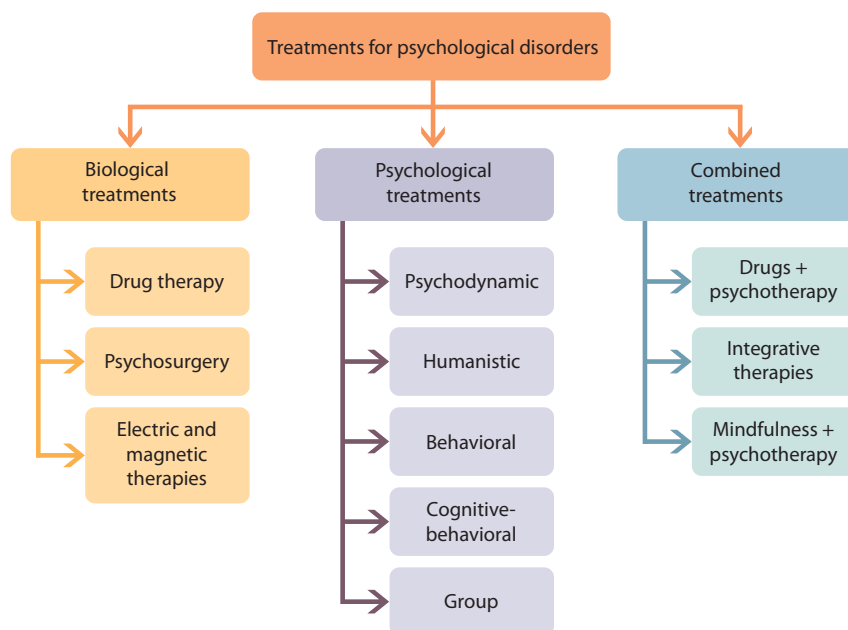 Treatments for psychological disorders
Biological
treatments
Psychological
treatments
Combined
treatments
Drug therapy
Psychosurgery
Electric and
magnetic therapies
Psychodynamic
Humanistic
Behavioral
Cognitive-
behavioral
Group
Drugs +
psychotherapy
Integrative
therapies
Mindfulness +
psychotherapy